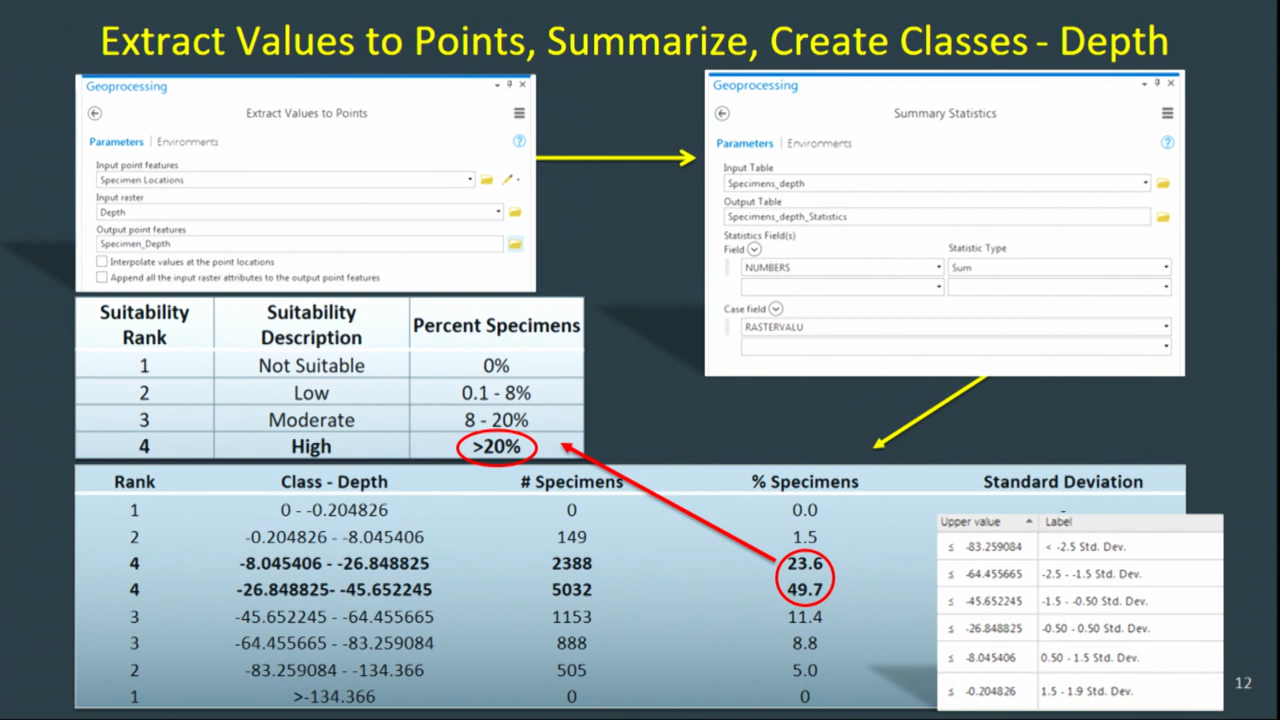 Extract Values to Points, Summarize, Create Classes - Depth
Geoprocessing
Extract Values to Points
Parameters | Environments
Input point features
Specimen Locations
Input raster
Depth
Output point features
Specimen_Depth
Interpolate values at the point locations
Append all the input raster attributes to the output point features
Geoprocessing
Summary Statistics
Parameters | Environments
Input Table
Specimens_depth
Output Table
Specimens_depth_Statistics
Statistics Field(s)
Field Statistic Type
NUMBERS Sum
Case field
RASTERVALU
Suitability Rank Suitability Description Percent Specimens
1 Not Suitable 0%
2 Low 0.1 - 8%
3 Moderate 8 - 20%
4 High >20%
Rank Class - Depth # Specimens % Specimens Standard Deviation
1 0 - -0.204826 0 0.0 -
2 -0.204826 - -8.045406 149 1.5
4 -8.045406 - -26.848825 2388 23.6
4 -26.848825- -45.652245 5032 49.7
3 -45.652245 - -64.455665 1153 11.4
3 -64.455665 - -83.259084 888 8.8
2 -83.259084 - -134.366 505 5.0
1 >-134.366 0 0
Upper value Label
≤ -83.259084 < -2.5 Std. Dev.
≤ -64.455665 -2.5 - -1.5 Std. Dev.
≤ -45.652245 -1.5 - -0.50 Std. Dev.
≤ -26.848825 -0.50 - 0.50 Std. Dev.
≤ -8.045406 0.50 - 1.5 Std. Dev.
≤ -0.204826 1.5 - 1.9 Std. Dev.
12